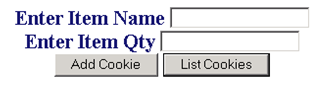 Enter Item Name
Enter Item Qty
Add Cookie List Cookies